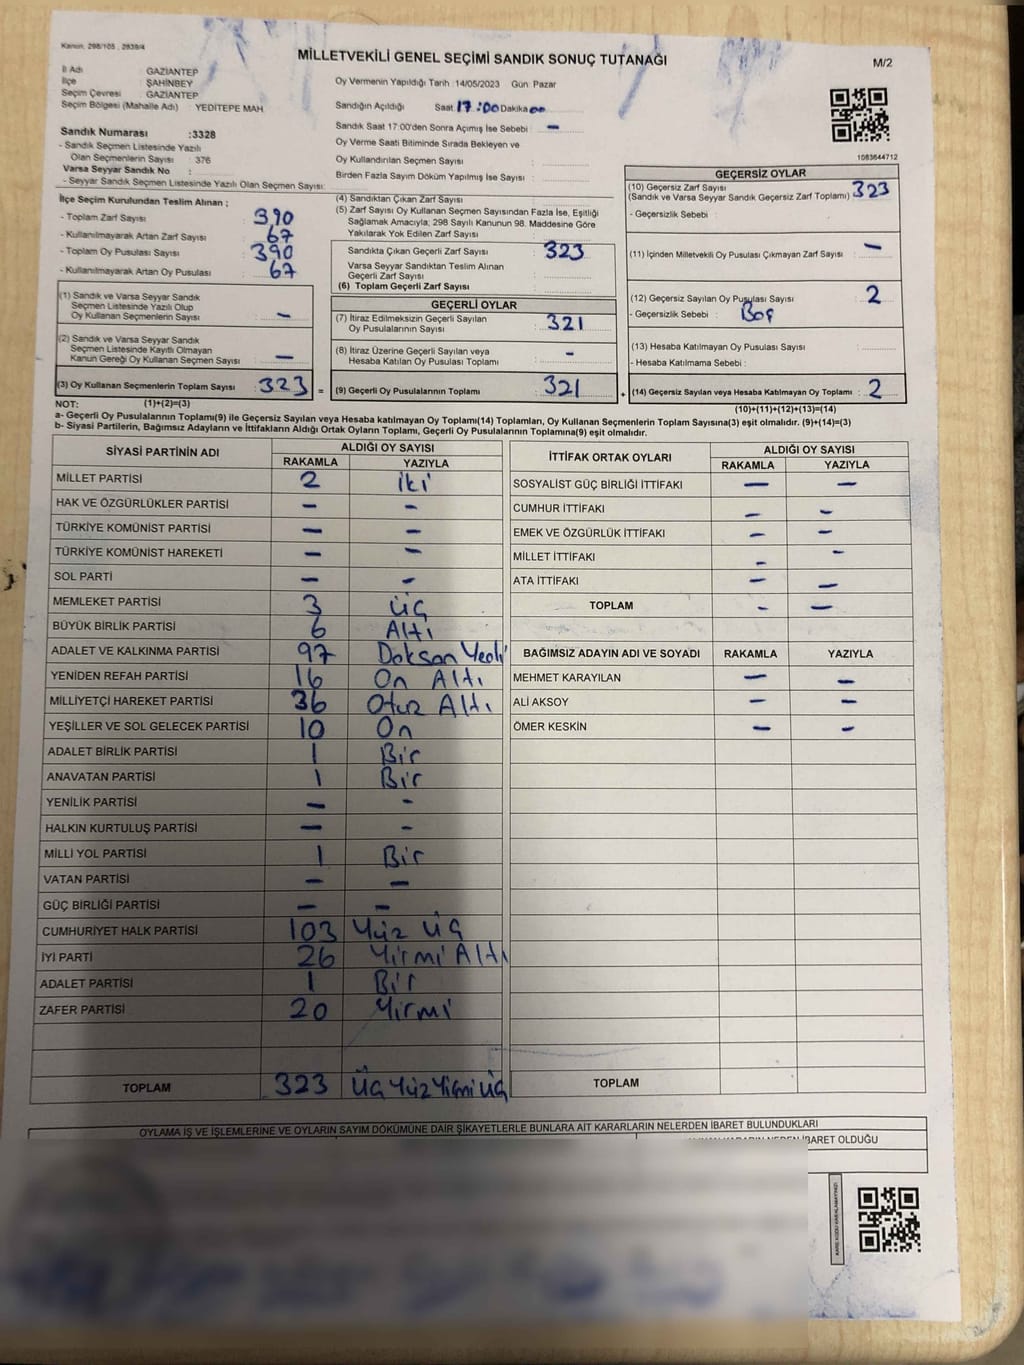 Kanun: 298/105 , 2839/4
MİLLETVEKİLİ GENEL SEÇİMİ SANDIK SONUÇ TUTANAĞI
M/2
İl Adı : GAZİANTEP
İlçe : ŞAHİNBEY
Seçim Çevresi : GAZİANTEP
Seçim Bölgesi (Mahalle Adı) YEDİTEPE MAH
Oy Vermenin Yapıldığı Tarih 14/05/2023 Gün: Pazar
Sandığın Açıldığı Saat 17:00 Dakika 00
Sandık Saat 17:00'den Sonra Açımış İse Sebebi : -
Oy Verme Saati Bitiminde Sırada Bekleyen ve
Oy Kullandırılan Seçmen Sayısı :
Birden Fazla Sayım Döküm Yapılmış İse Sayısı :
1083644712
Sandık Numarası :3328
- Sandık Seçmen Listesinde Yazılı
Olan Seçmenlerin Sayısı : 376
Varsa Seyyar Sandık No :
- Seyyar Sandık Seçmen Listesinde Yazılı Olan Seçmen Sayısı:
İlçe Seçim Kurulundan Teslim Alınan ;
- Toplam Zarf Sayısı : 390
- Kullanılmayarak Artan Zarf Sayısı : 67
- Toplam Oy Pusulası Sayısı : 390
- Kullanılmayarak Artan Oy Pusulası : 67
(1) Sandık ve Varsa Seyyar Sandık
Seçmen Listesinde Yazılı Olup
Oy Kullanan Seçmenlerin Sayısı : -
(2) Sandık ve Varsa Seyyar Sandık
Seçmen Listesinde Kayıtlı Olmayan
Kanun Gereği Oy Kullanan Seçmen Sayısı : -
(3) Oy Kullanan Seçmenlerin Toplam Sayısı : 323 =
(4) Sandıktan Çıkan Zarf Sayısı :
(5) Zarf Sayısı Oy Kullanan Seçmen Sayısından Fazla İse, Eşitliği
Sağlamak Amacıyla; 298 Sayılı Kanunun 98. Maddesine Göre
Yakılarak Yok Edilen Zarf Sayısı :
Sandıkta Çıkan Geçerli Zarf Sayısı : 323
Varsa Seyyar Sandıktan Teslim Alınan
Geçerli Zarf Sayısı :
(6) Toplam Geçerli Zarf Sayısı :
GEÇERLİ OYLAR
(7) İtiraz Edilmeksizin Geçerli Sayılan
Oy Pusulalarının Sayısı : 321
(8) İtiraz Üzerine Geçerli Sayılan veya
Hesaba Katılan Oy Pusulası Toplamı : -
(9) Geçerli Oy Pusulalarının Toplamı : 321 +
GEÇERSİZ OYLAR
(10) Geçersiz Zarf Sayısı
(Sandık ve Varsa Seyyar Sandık Geçersiz Zarf Toplamı) : 323
- Geçersizlik Sebebi :
(11) İçinden Milletvekili Oy Pusulası Çıkmayan Zarf Sayısı : -
(12) Geçersiz Sayılan Oy Pusulası Sayısı : 2
- Geçersizlik Sebebi : Boş
(13) Hesaba Katılmayan Oy Pusulası Sayısı :
- Hesaba Katılmama Sebebi :
(14) Geçersiz Sayılan veya Hesaba Katılmayan Oy Toplamı : 2
NOT: (1)+(2)=(3)
(10)+(11)+(12)+(13)=(14)
a- Geçerli Oy Pusulalarının Toplamı(9) ile Geçersiz Sayılan veya Hesaba katılmayan Oy Toplamı(14) Toplamları, Oy Kullanan Seçmenlerin Toplam Sayısına(3) eşit olmalıdır. (9)+(14)=(3)
b- Siyasi Partilerin, Bağımsız Adayların ve İttifakların Aldığı Ortak Oyların Toplamı, Geçerli Oy Pusulalarının Toplamına(9) eşit olmalıdır.
SİYASİ PARTİNİN ADI ALDIĞI OY SAYISI
RAKAMLA YAZIYLA
MİLLET PARTİSİ 2 İki
HAK VE ÖZGÜRLÜKLER PARTİSİ - -
TÜRKİYE KOMÜNİST PARTİSİ - -
TÜRKİYE KOMÜNİST HAREKETİ - -
SOL PARTİ - -
MEMLEKET PARTİSİ 3 üç
BÜYÜK BİRLİK PARTİSİ 6 Altı
ADALET VE KALKINMA PARTİSİ 97 Doksan Yedi
YENİDEN REFAH PARTİSİ 16 On Altı
MİLLİYETÇİ HAREKET PARTİSİ 36 Otuz Altı
YEŞİLLER VE SOL GELECEK PARTİSİ 10 On
ADALET BİRLİK PARTİSİ 1 Bir
ANAVATAN PARTİSİ 1 Bir
YENİLİK PARTİSİ - -
HALKIN KURTULUŞ PARTİSİ - -
MİLLİ YOL PARTİSİ 1 Bir
VATAN PARTİSİ - -
GÜÇ BİRLİĞİ PARTİSİ - -
CUMHURİYET HALK PARTİSİ 103 Yüz üç
İYİ PARTİ 26 Yirmi Altı
ADALET PARTİSİ 1 Bir
ZAFER PARTİSİ 20 Yirmi
TOPLAM 323 üç Yüz Yirmi üç
İTTİFAK ORTAK OYLARI ALDIĞI OY SAYISI
RAKAMLA YAZIYLA
SOSYALİST GÜÇ BİRLİĞİ İTTİFAKI - -
CUMHUR İTTİFAKI - -
EMEK VE ÖZGÜRLÜK İTTİFAKI - -
MİLLET İTTİFAKI - -
ATA İTTİFAKI - -
TOPLAM - -
BAĞIMSIZ ADAYIN ADI VE SOYADI RAKAMLA YAZIYLA
MEHMET KARAYILAN - -
ALİ AKSOY - -
ÖMER KESKİN - -
TOPLAM
OYLAMA İŞ VE İŞLEMLERİNE VE OYLARIN SAYIM DÖKÜMÜNE DAİR ŞİKAYETLERLE BUNLARA AİT KARARLARIN NELERDEN İBARET BULUNDUKLARI
İBARET OLDUĞU